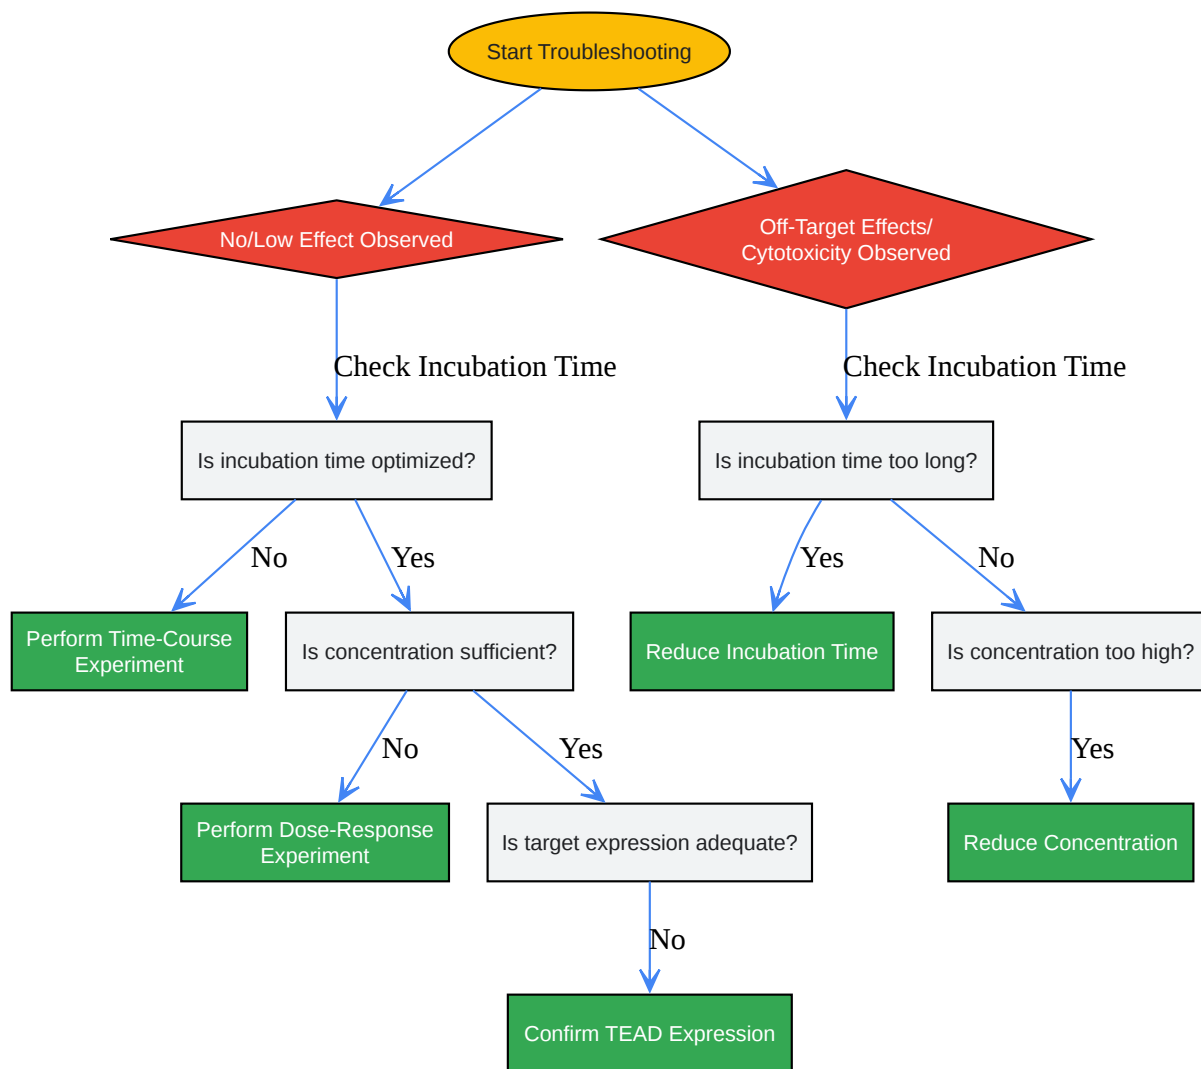 Start Troubleshooting
No/Low Effect Observed
Off-Target Effects/
Cytotoxicity Observed
Check Incubation Time
Check Incubation Time
Is incubation time optimized?
Is incubation time too long?
No
Yes
Yes
No
Perform Time-Course
Experiment
Is concentration sufficient?
Reduce Incubation Time
Is concentration too high?
No
Yes
Yes
Perform Dose-Response
Experiment
Is target expression adequate?
Reduce Concentration
No
Confirm TEAD Expression